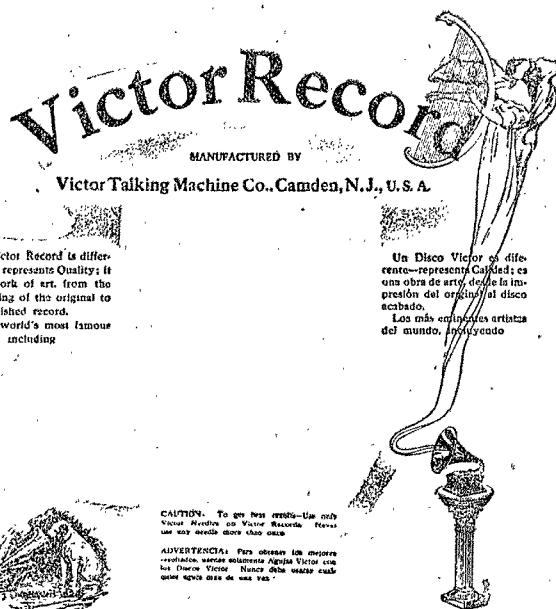 Victor Record
MANUFACTURED BY
Victor Talking Machine Co., Camden, N.J., U.S.A.
ctor Record is differ-
represents Quality; it
ork of art, from the
ing of the original to
ished record.
world's most famous
including
Un Disco Victor es dife-
rente—representa Calidad; es
una obra de arte, desde la im-
presión del original al disco
acabado.
Los más eminentes artistas
del mundo, incluyendo
CAUTION: To get best results—Use only
Victor Needles on Victor Records. Never
use any needle more than once
ADVERTENCIA: Para obtener los mejores
resultados, usense solamente Agujas Victor con
los Discos Victor Nunca debe usarse cual-
quier aguja más de una vez